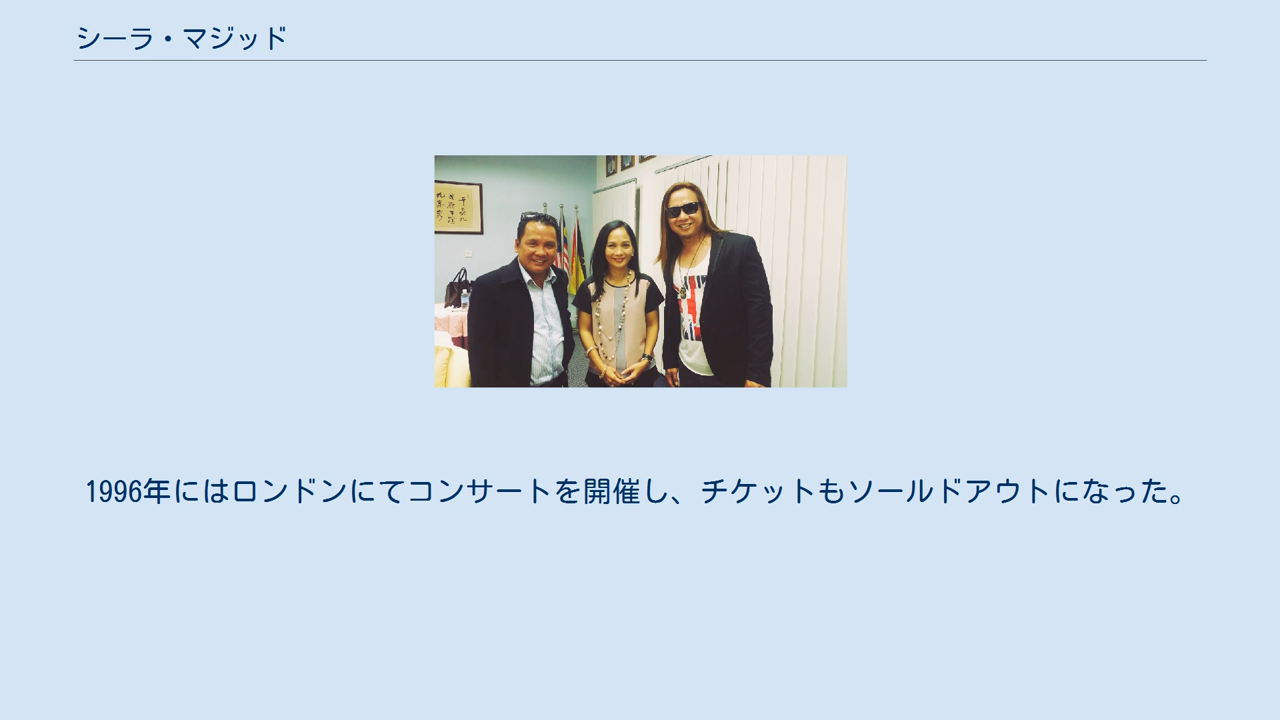 シーラ・マジッド
1996年にはロンドンにてコンサートを開催し、チケットもソールドアウトになった。